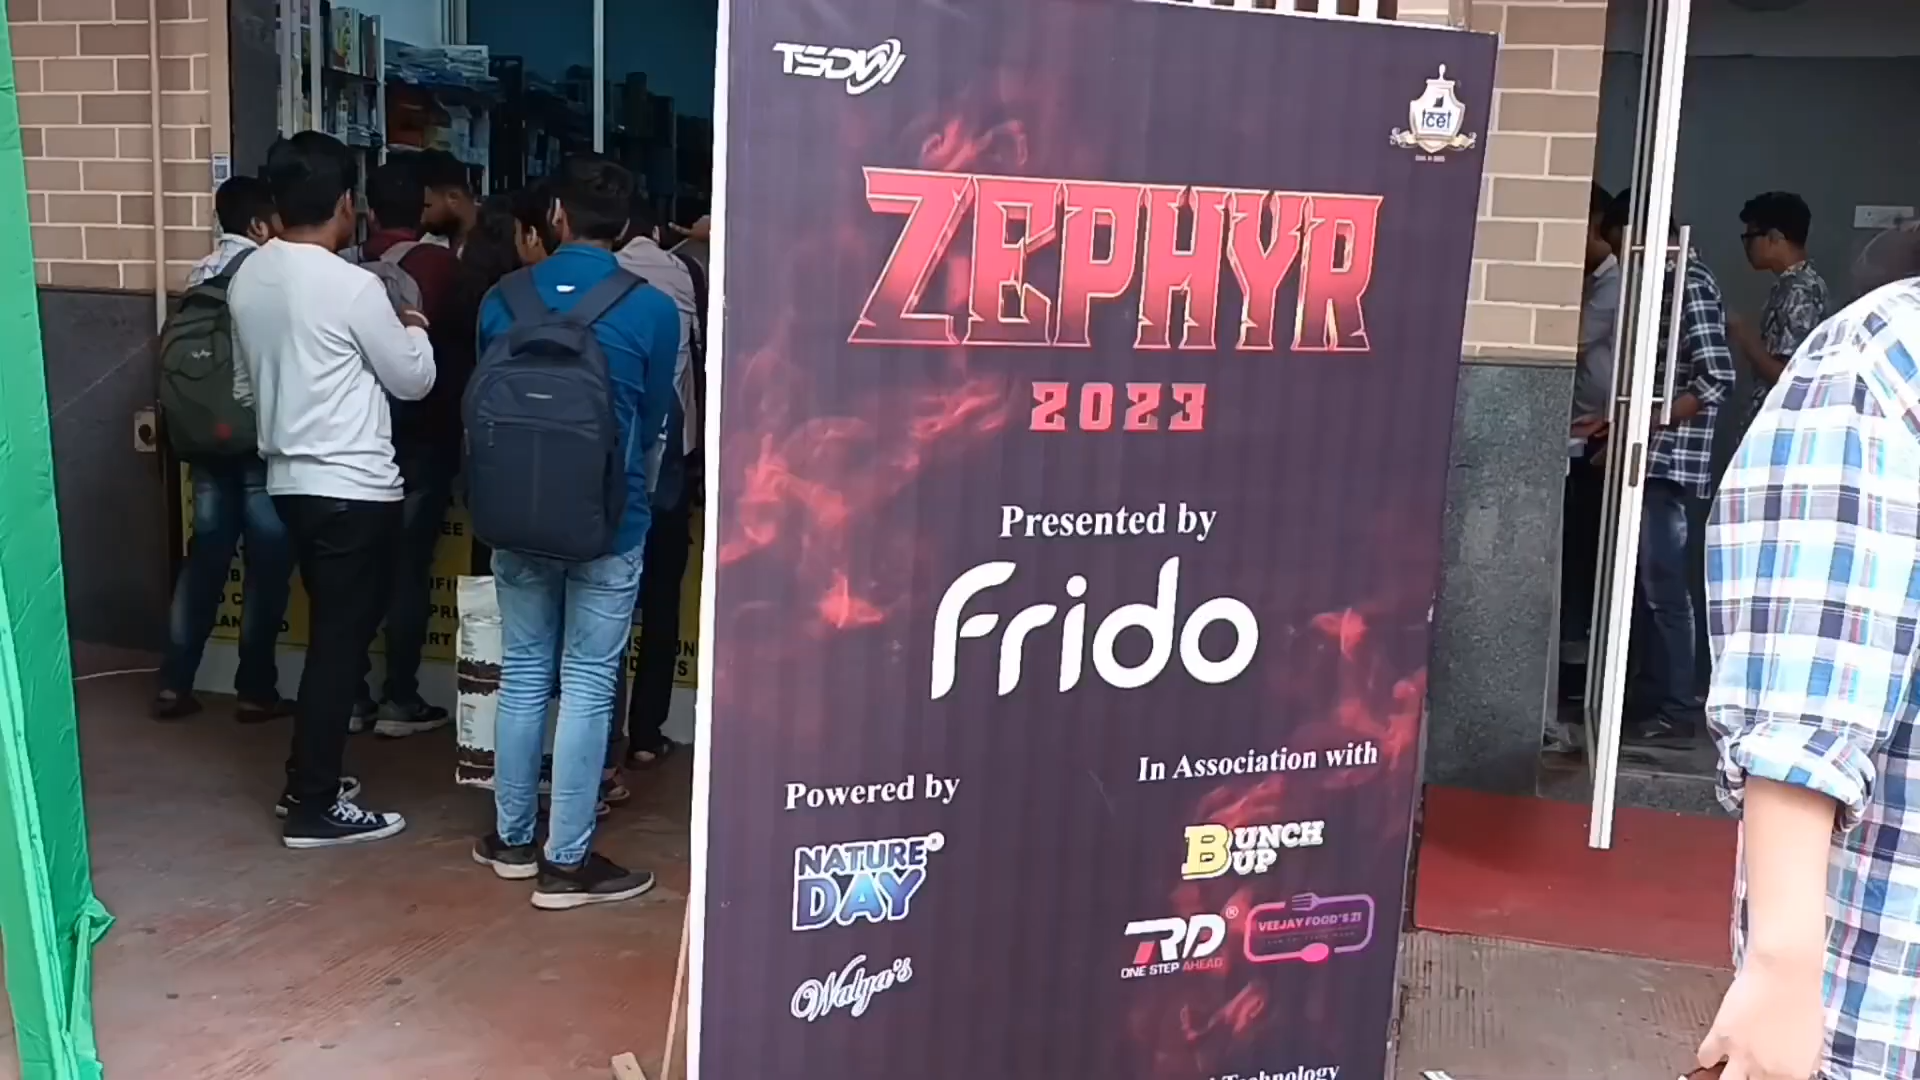 TSDW
tcet
ZEPHYR
2023
Presented by
Frido
Powered by
In Association with
NATURE
DAY
BUNCH
UP
TRD®
ONE STEP AHEAD
VEEJAY FOOD'S 21
Walya's
Technology